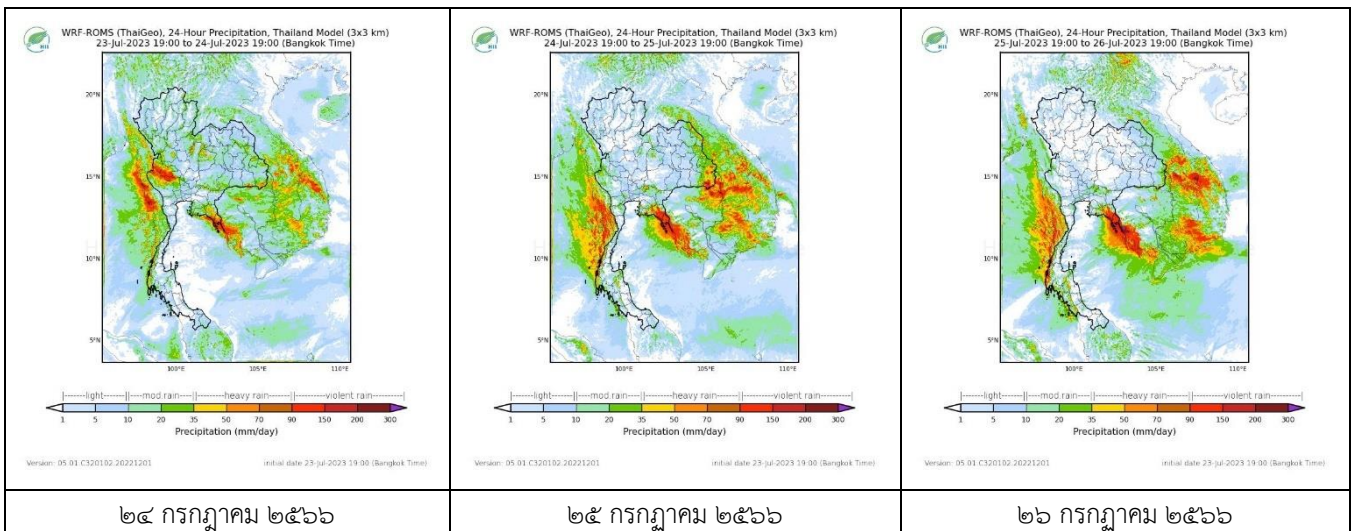 WRF-ROMS (ThaiGeo), 24-Hour Precipitation, Thailand Model (3x3 km)
23-Jul-2023 19:00 to 24-Jul-2023 19:00 (Bangkok Time)
20°N
15°N
10°N
5°N
100°E 105°E 110°E
|------light------||---mod.rain---||------heavy rain---||------violent rain------|
1 5 10 20 35 50 70 90 150 200 300
Precipitation (mm/day)
Version: 05.01.C320102.20221201 initial date 23-Jul-2023 19:00 (Bangkok Time)
๒๔ กรกฎาคม ๒๕๖๖
WRF-ROMS (ThaiGeo), 24-Hour Precipitation, Thailand Model (3x3 km)
24-Jul-2023 19:00 to 25-Jul-2023 19:00 (Bangkok Time)
20°N
15°N
10°N
5°N
100°E 105°E 110°E
|------light------||---mod.rain---||------heavy rain---||------violent rain------|
1 5 10 20 35 50 70 90 150 200 300
Precipitation (mm/day)
Version: 05.01.C320102.20221201 initial date 23-Jul-2023 19:00 (Bangkok Time)
๒๕ กรกฎาคม ๒๕๖๖
WRF-ROMS (ThaiGeo), 24-Hour Precipitation, Thailand Model (3x3 km)
25-Jul-2023 19:00 to 26-Jul-2023 19:00 (Bangkok Time)
20°N
15°N
10°N
5°N
100°E 105°E 110°E
|------light------||---mod.rain---||------heavy rain---||------violent rain------|
1 5 10 20 35 50 70 90 150 200 300
Precipitation (mm/day)
Version: 05.01.C320102.20221201 initial date 23-Jul-2023 19:00 (Bangkok Time)
๒๖ กรกฎาคม ๒๕๖๖